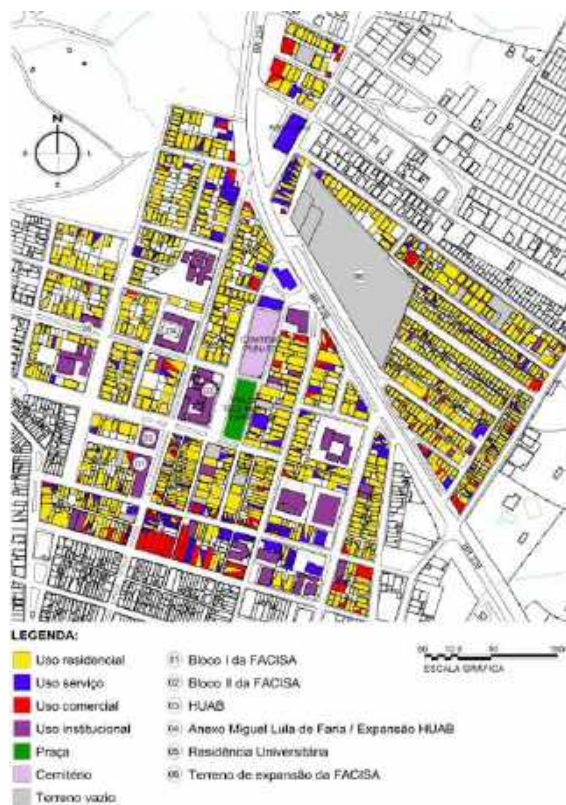 N
BR 226
LEGENDA:
Uso residencial
Uso serviço
Uso comercial
Uso institucional
Praça
Cemitério
Terreno vazio
01 Bloco I da FACISA
02 Bloco II da FACISA
03 HUAB
04 Anexo Miguel Lula de Faria / Expansão HUAB
05 Residência Universitária
06 Terreno de expansão da FACISA
ESCALA GRÁFICA